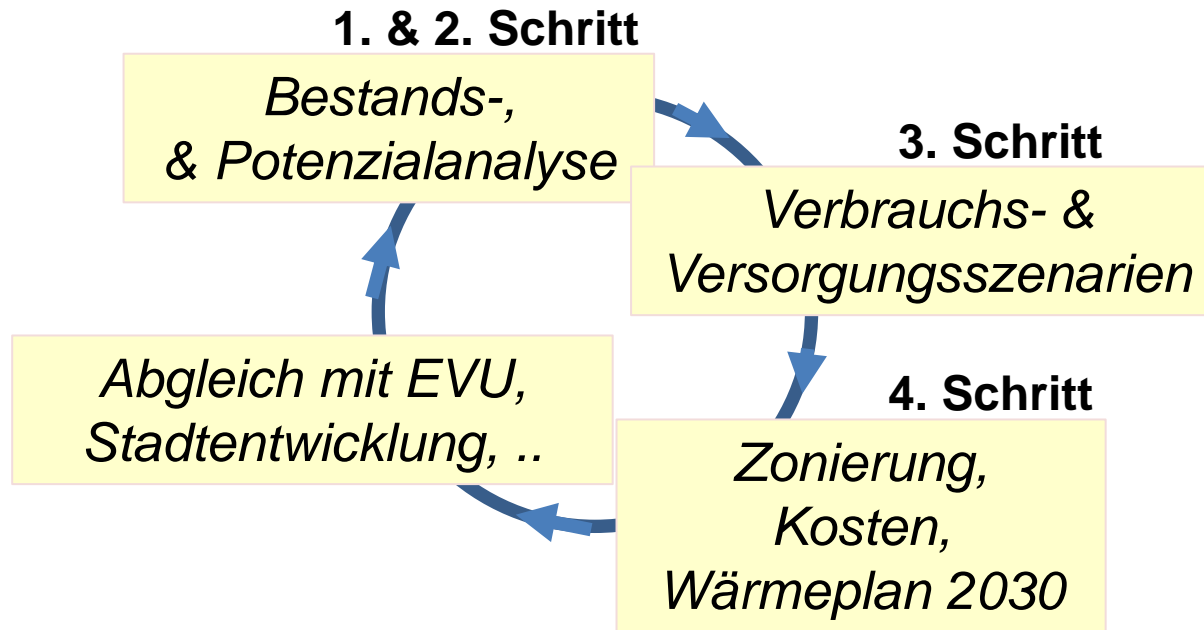 1. & 2. Schritt
Bestands-,
& Potenzialanalyse
3. Schritt
Verbrauchs- &
Versorgungsszenarien
4. Schritt
Zonierung,
Kosten,
Wärmeplan 2030
Abgleich mit EVU,
Stadtentwicklung, ..